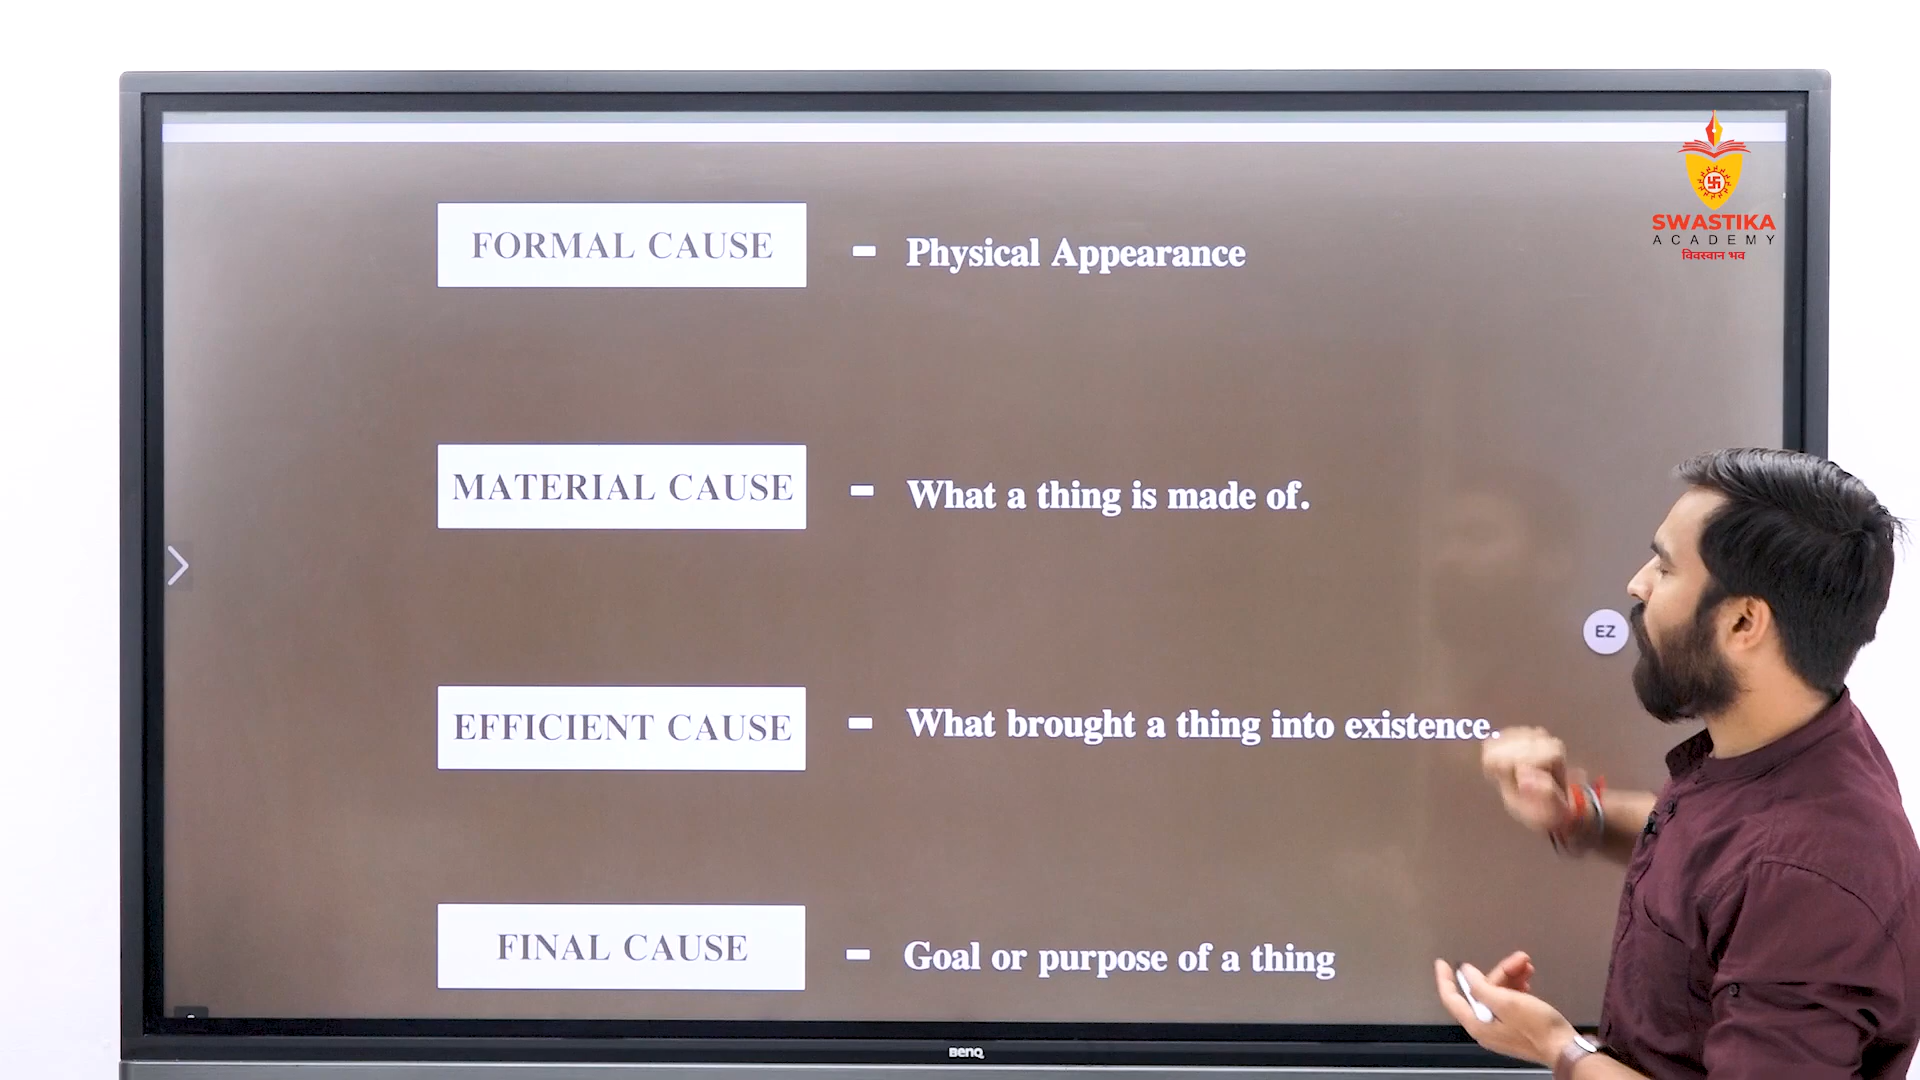 SWASTIKA
ACADEMY
विवस्वान भव
FORMAL CAUSE - Physical Appearance
MATERIAL CAUSE - What a thing is made of.
EZ
EFFICIENT CAUSE - What brought a thing into existence.
FINAL CAUSE - Goal or purpose of a thing
BenQ